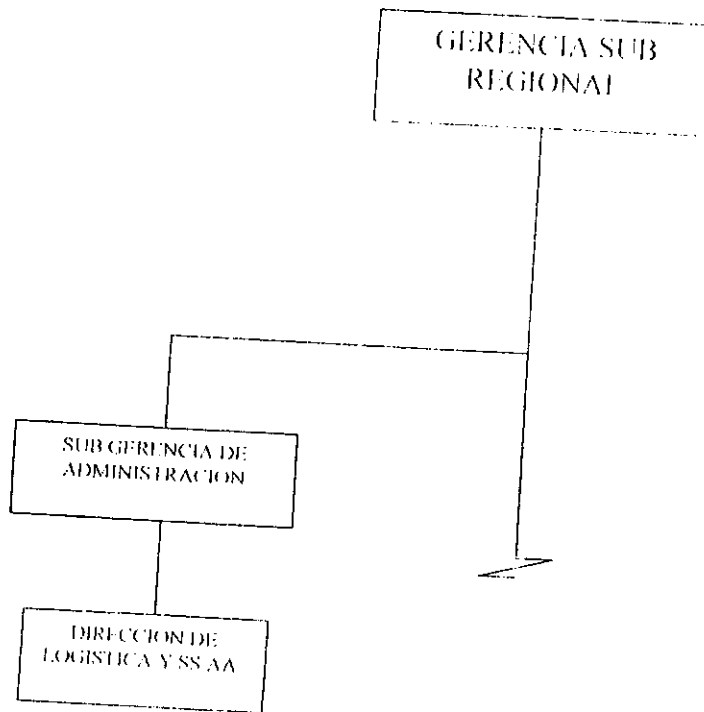 GERENCIA SUB
REGIONAL
SUB GERENCIA DE
ADMINISTRACION
DIRECCION DE
LOGISTICA Y SS.AA